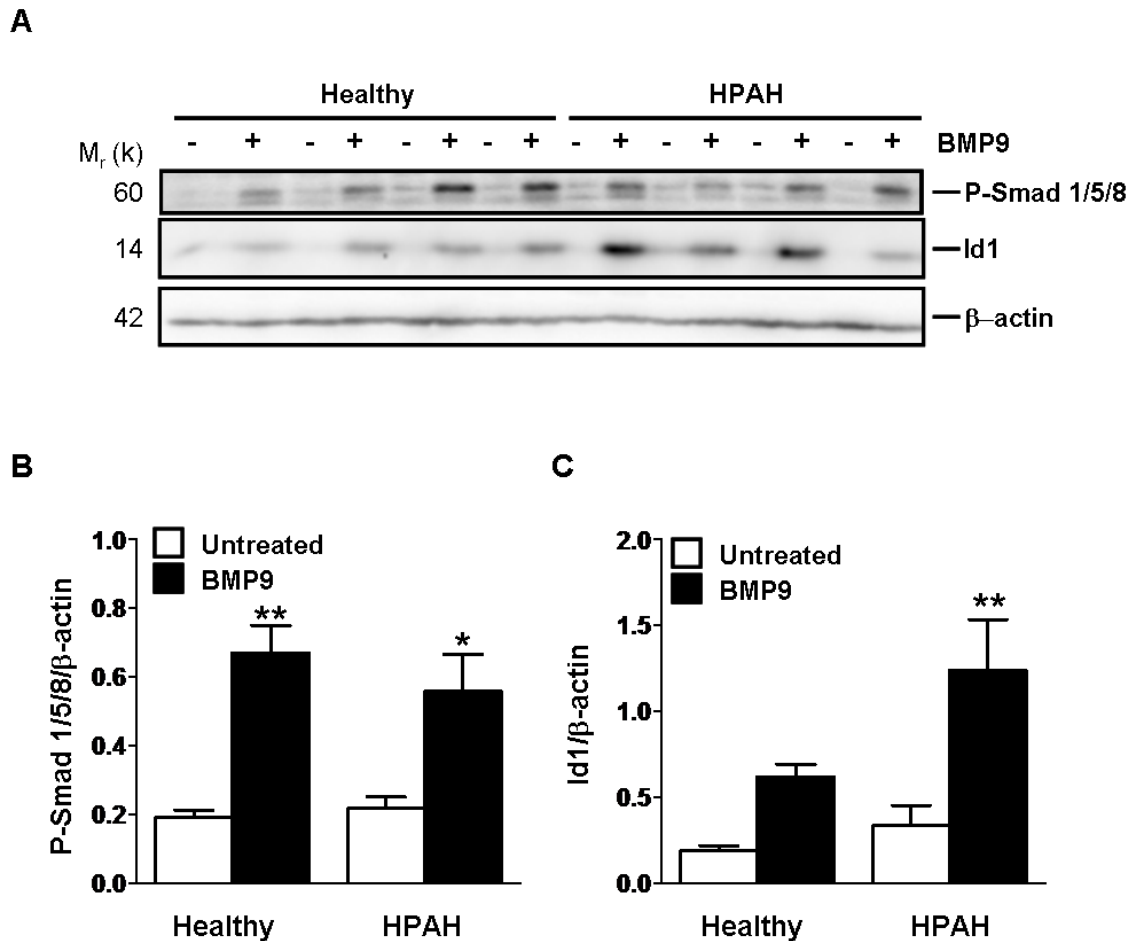 A
Healthy HPAH
- + - + - + - + - + - + - + - + BMP9
Mr (k)
60 P-Smad 1/5/8
14 Id1
42 β–actin
B
P-Smad 1/5/8/β-actin
1.0
0.8
0.6
0.4
0.2
0.0
Untreated
BMP9
** *
Healthy HPAH
C
Id1/β-actin
2.0
1.5
1.0
0.5
0.0
Untreated
BMP9
**
Healthy HPAH